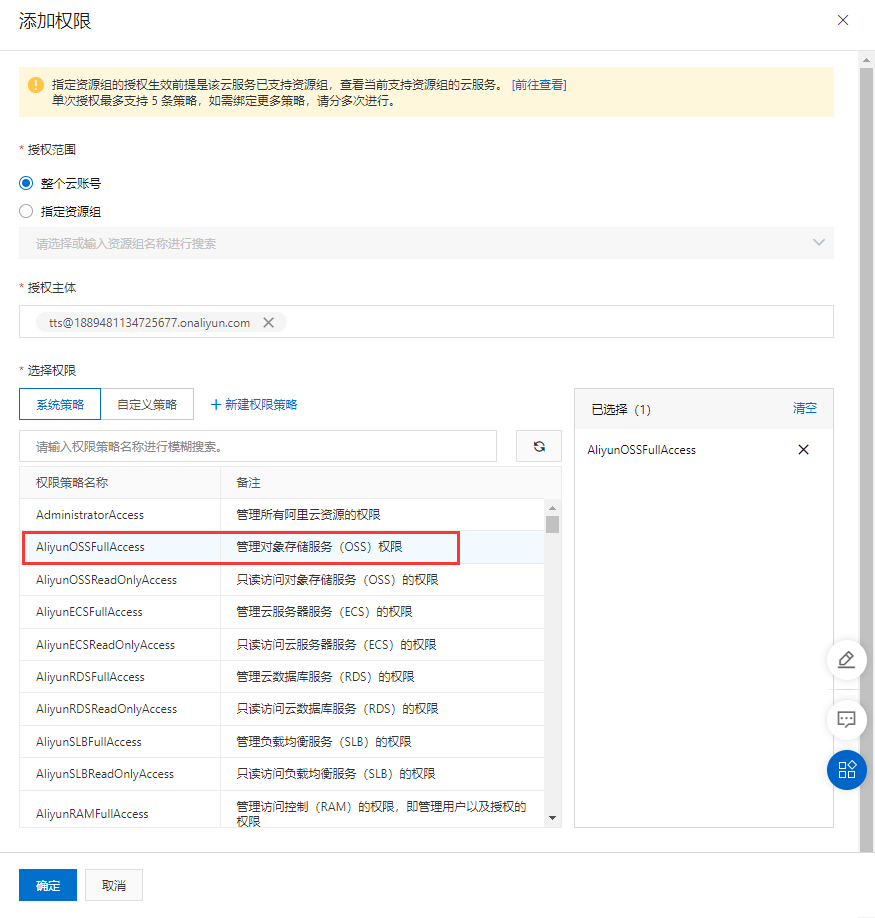 添加权限
指定资源组的授权生效前提是该云服务已支持资源组，查看当前支持资源组的云服务。 [前往查看]
单次授权最多支持 5 条策略，如需绑定更多策略，请分多次进行。
* 授权范围
整个云账号
指定资源组
请选择或输入资源组名称进行搜索
* 授权主体
tts@1889481134725677.onaliyun.com
* 选择权限
系统策略 自定义策略 + 新建权限策略
已选择（1） 清空
请输入权限策略名称进行模糊搜索。
AliyunOSSFullAccess
权限策略名称 备注
AdministratorAccess 管理所有阿里云资源的权限
AliyunOSSFullAccess 管理对象存储服务（OSS）权限
AliyunOSSReadOnlyAccess 只读访问对象存储服务（OSS）的权限
AliyunECSFullAccess 管理云服务器服务（ECS）的权限
AliyunECSReadOnlyAccess 只读访问云服务器服务（ECS）的权限
AliyunRDSFullAccess 管理云数据库服务（RDS）的权限
AliyunRDSReadOnlyAccess 只读访问云数据库服务（RDS）的权限
AliyunSLBFullAccess 管理负载均衡服务（SLB）的权限
AliyunSLBReadOnlyAccess 只读访问负载均衡服务（SLB）的权限
AliyunRAMFullAccess 管理访问控制（RAM）的权限，即管理用户以及授权的
权限
确定 取消